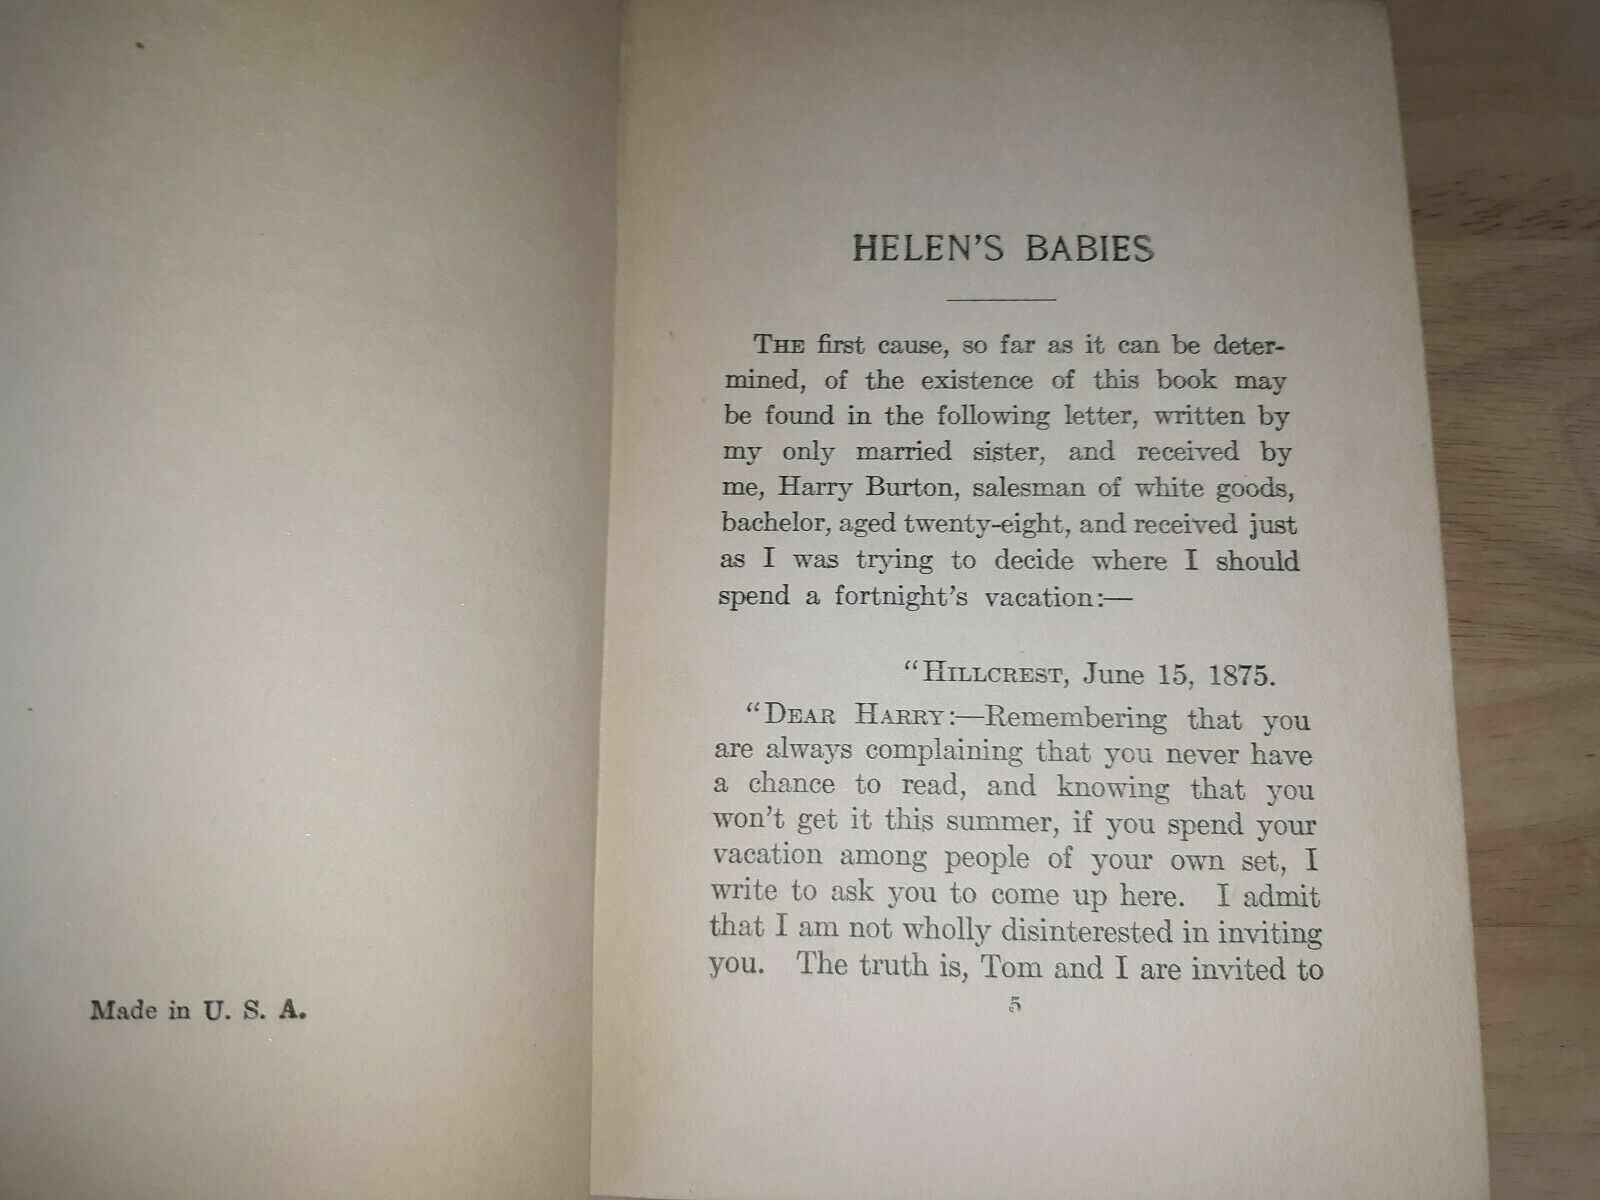 Made in U. S. A.
HELEN'S BABIES
THE first cause, so far as it can be deter-
mined, of the existence of this book may
be found in the following letter, written by
my only married sister, and received by
me, Harry Burton, salesman of white goods,
bachelor, aged twenty-eight, and received just
as I was trying to decide where I should
spend a fortnight's vacation:—
"HILLCREST, June 15, 1875.
"DEAR HARRY:—Remembering that you
are always complaining that you never have
a chance to read, and knowing that you
won't get it this summer, if you spend your
vacation among people of your own set, I
write to ask you to come up here. I admit
that I am not wholly disinterested in inviting
you. The truth is, Tom and I are invited to
5